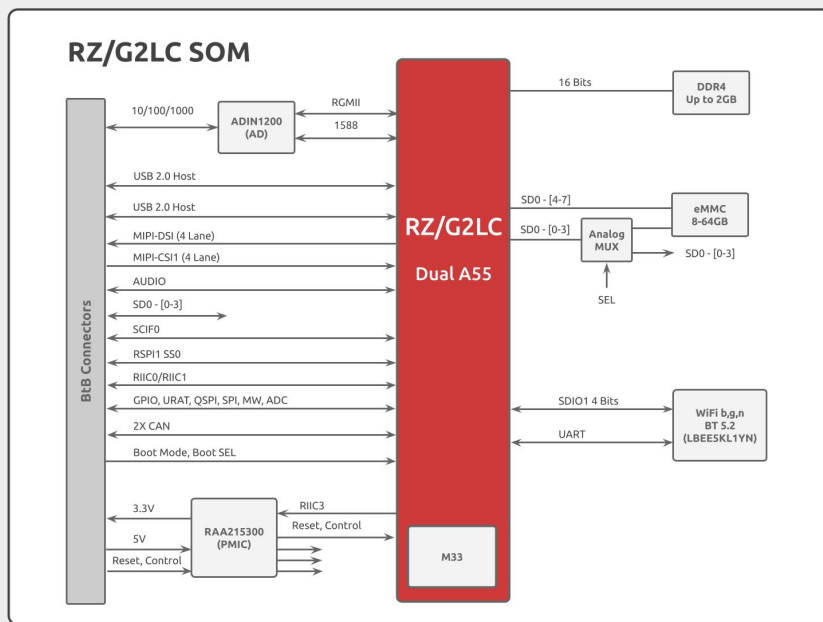 RZ/G2LC SOM
BtB Connectors
10/100/1000
ADIN1200
(AD)
RGMII
1588
USB 2.0 Host
USB 2.0 Host
MIPI-DSI (4 Lane)
MIPI-CSI1 (4 Lane)
AUDIO
SD0 - [0-3]
SCIF0
RSPI1 SS0
RIIC0/RIIC1
GPIO, URAT, QSPI, SPI, MW, ADC
2X CAN
Boot Mode, Boot SEL
3.3V
5V
Reset, Control
RAA215300
(PMIC)
RIIC3
Reset, Control
RZ/G2LC
Dual A55
M33
16 Bits
DDR4
Up to 2GB
SD0 - [4-7]
SD0 - [0-3]
Analog
MUX
SEL
eMMC
8-64GB
SD0 - [0-3]
SDIO1 4 Bits
UART
WiFi b,g,n
BT 5.2
(LBEE5KL1YN)